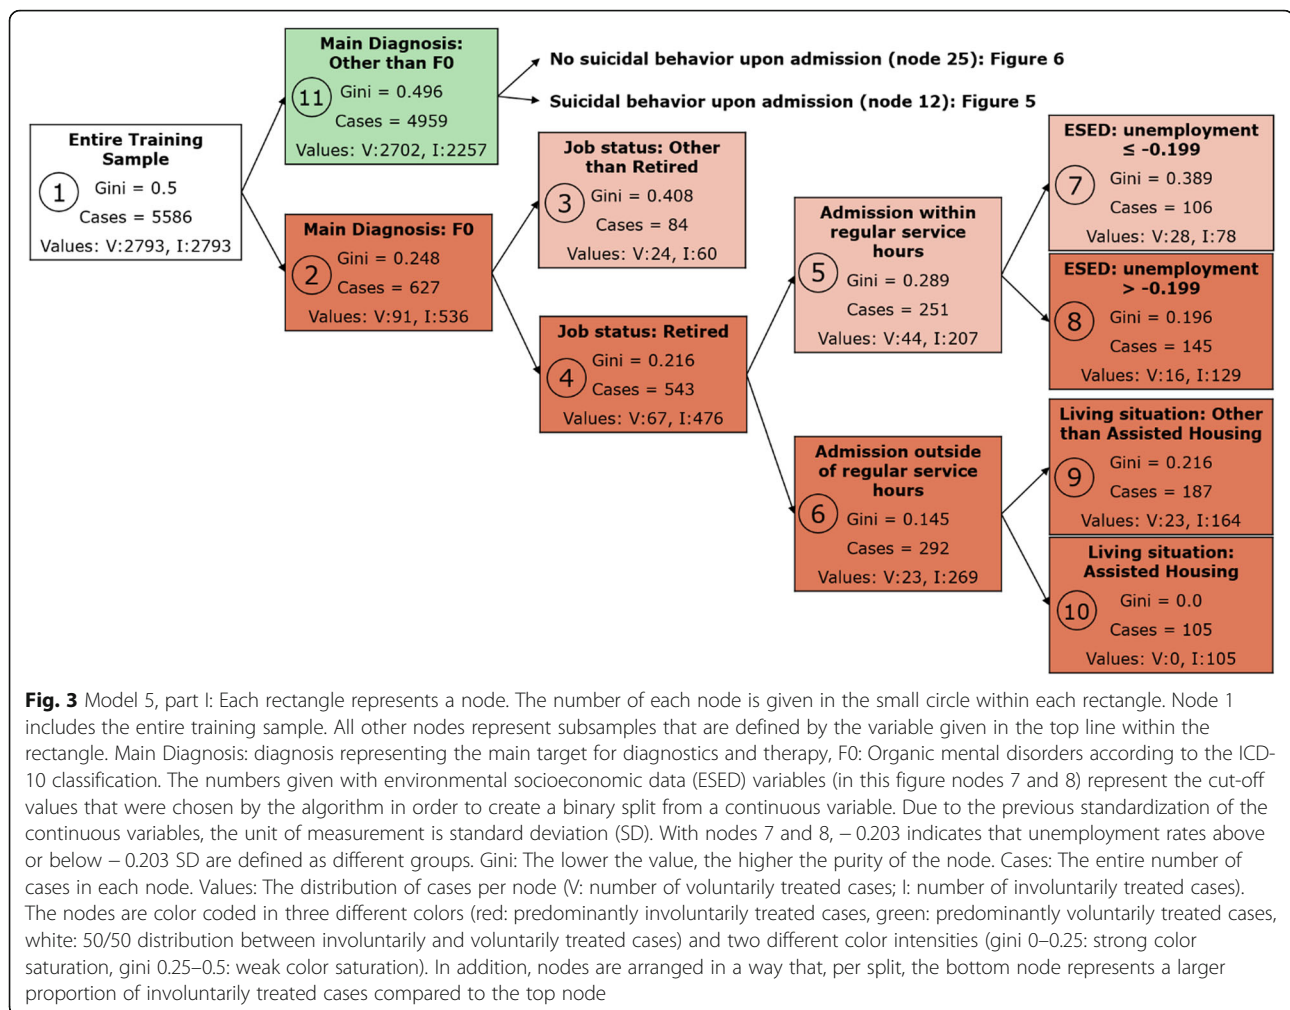 Entire Training
Sample
1
Gini = 0.5
Cases = 5586
Values: V:2793, I:2793
Main Diagnosis:
Other than F0
11
Gini = 0.496
Cases = 4959
Values: V:2702, I:2257
No suicidal behavior upon admission (node 25): Figure 6
Suicidal behavior upon admission (node 12): Figure 5
Main Diagnosis: F0
2
Gini = 0.248
Cases = 627
Values: V:91, I:536
Job status: Other
than Retired
3
Gini = 0.408
Cases = 84
Values: V:24, I:60
Job status: Retired
4
Gini = 0.216
Cases = 543
Values: V:67, I:476
Admission within
regular service
hours
5
Gini = 0.289
Cases = 251
Values: V:44, I:207
Admission outside
of regular service
hours
6
Gini = 0.145
Cases = 292
Values: V:23, I:269
ESED: unemployment
≤ -0.199
7
Gini = 0.389
Cases = 106
Values: V:28, I:78
ESED: unemployment
> -0.199
8
Gini = 0.196
Cases = 145
Values: V:16, I:129
Living situation: Other
than Assisted Housing
9
Gini = 0.216
Cases = 187
Values: V:23, I:164
Living situation:
Assisted Housing
10
Gini = 0.0
Cases = 105
Values: V:0, I:105
Fig. 3 Model 5, part I: Each rectangle represents a node. The number of each node is given in the small circle within each rectangle. Node 1
includes the entire training sample. All other nodes represent subsamples that are defined by the variable given in the top line within the
rectangle. Main Diagnosis: diagnosis representing the main target for diagnostics and therapy, F0: Organic mental disorders according to the ICD-
10 classification. The numbers given with environmental socioeconomic data (ESED) variables (in this figure nodes 7 and 8) represent the cut-off
values that were chosen by the algorithm in order to create a binary split from a continuous variable. Due to the previous standardization of the
continuous variables, the unit of measurement is standard deviation (SD). With nodes 7 and 8, − 0.203 indicates that unemployment rates above
or below − 0.203 SD are defined as different groups. Gini: The lower the value, the higher the purity of the node. Cases: The entire number of
cases in each node. Values: The distribution of cases per node (V: number of voluntarily treated cases; I: number of involuntarily treated cases).
The nodes are color coded in three different colors (red: predominantly involuntarily treated cases, green: predominantly voluntarily treated cases,
white: 50/50 distribution between involuntarily and voluntarily treated cases) and two different color intensities (gini 0–0.25: strong color
saturation, gini 0.25–0.5: weak color saturation). In addition, nodes are arranged in a way that, per split, the bottom node represents a larger
proportion of involuntarily treated cases compared to the top node